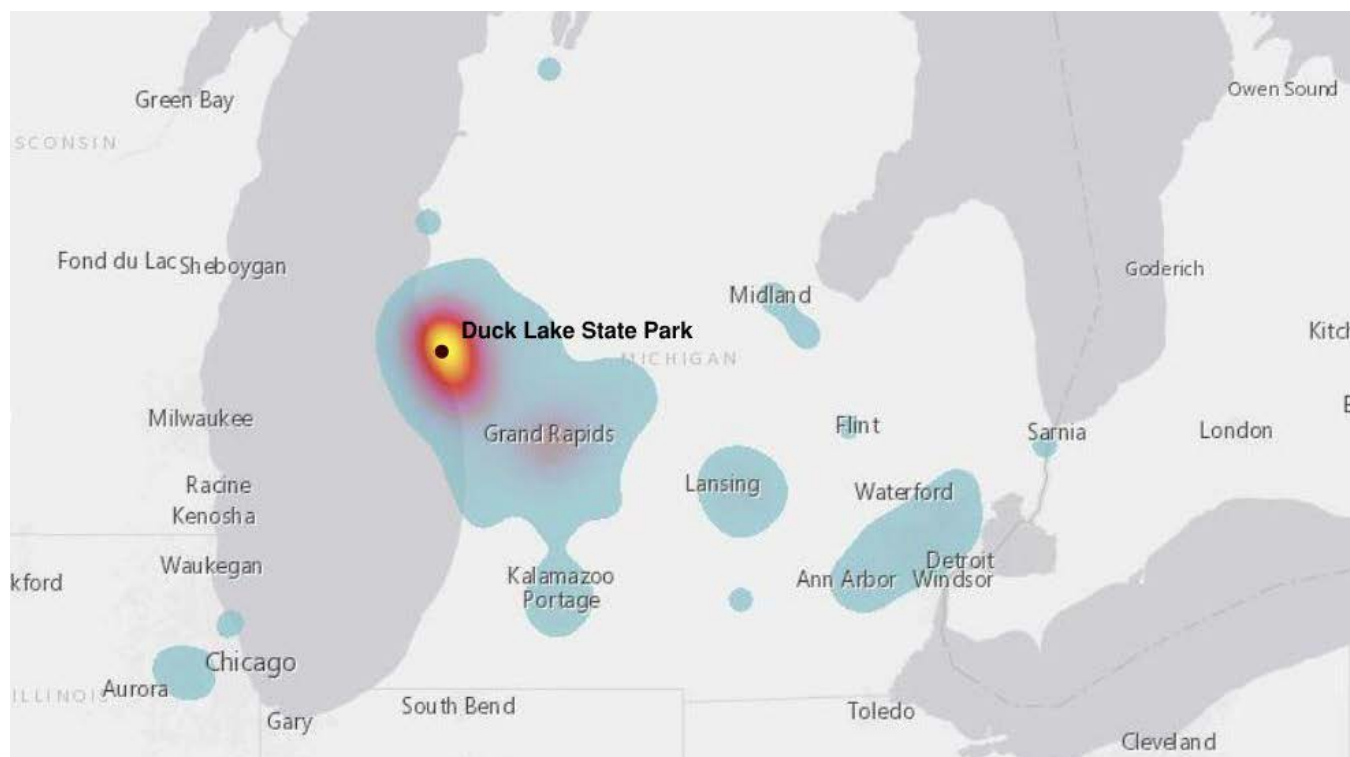 Green Bay
Owen Sound
SCONSIN
Fond du Lac
Sheboygan
Goderich
Midland
Duck Lake State Park
Kitch
MICHIGAN
Milwaukee
Grand Rapids
Flint
Sarnia
London
Racine
Lansing
Waterford
Kenosha
Waukegan
Detroit
kford
Kalamazoo
Ann Arbor
Windsor
Portage
Chicago
Aurora
ILLINOIS
South Bend
Toledo
Gary
Cleveland